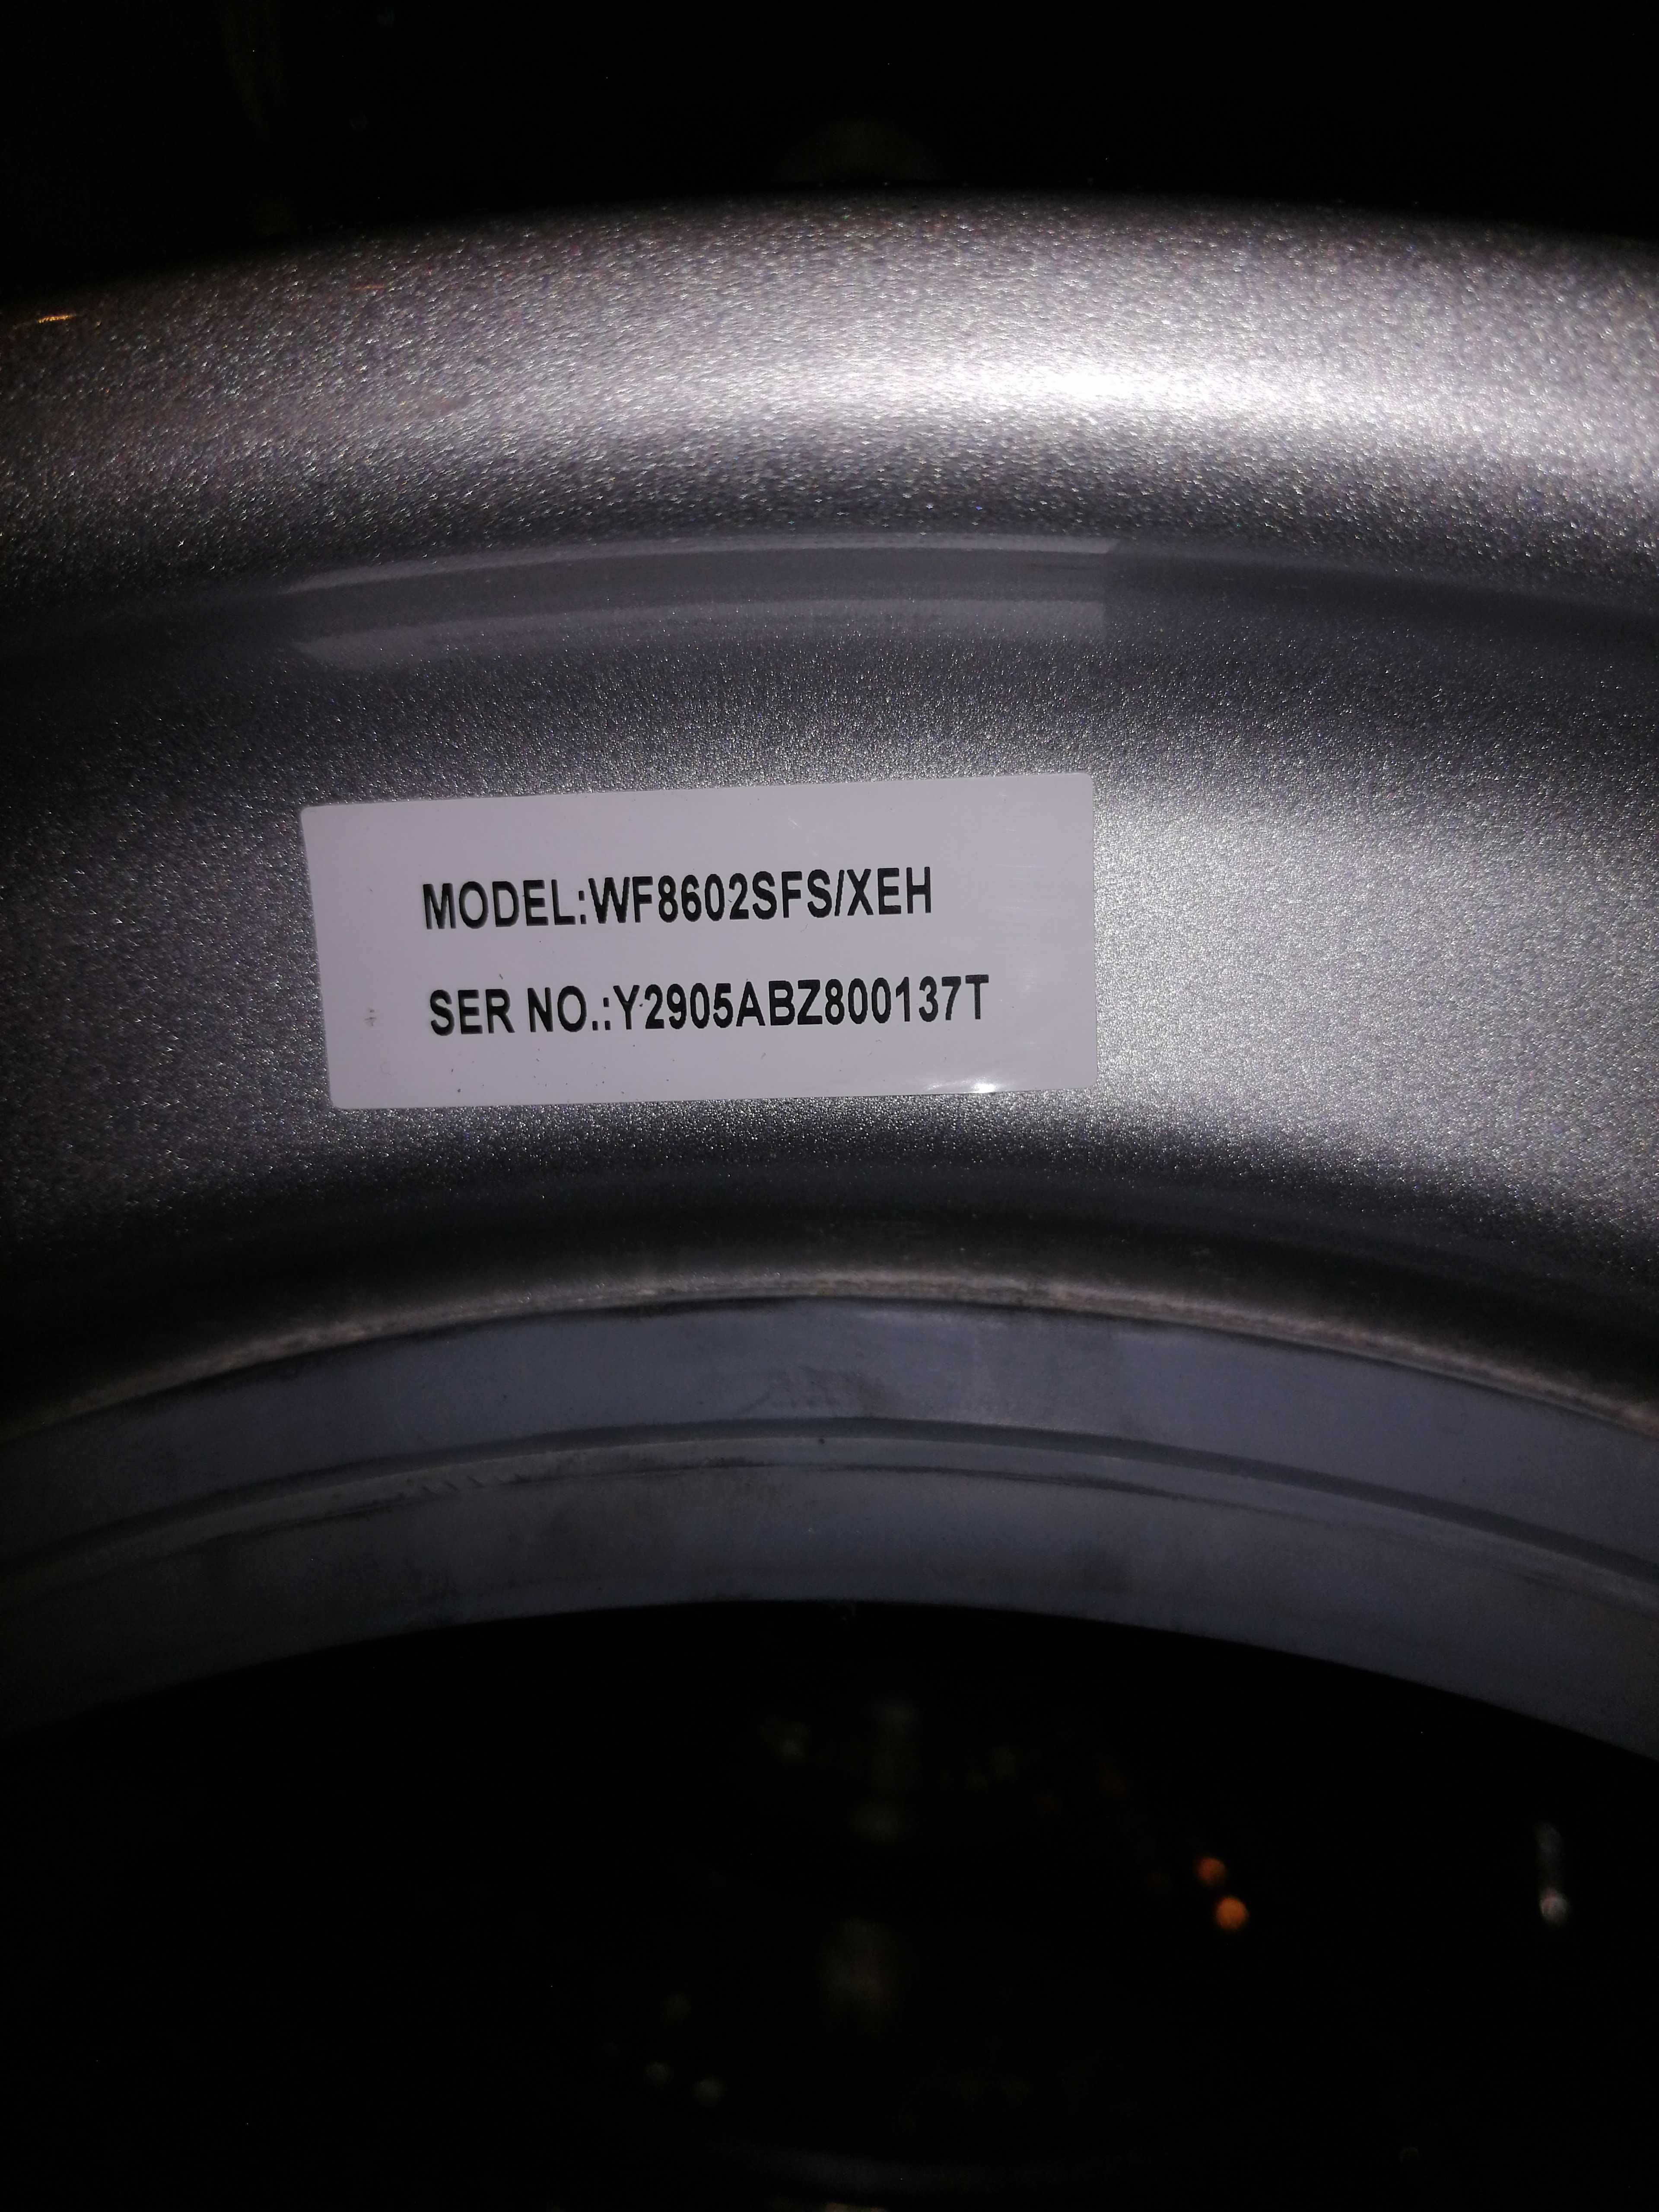 MODEL:WF8602SFS/XEH
SER NO.:Y2905ABZ800137T